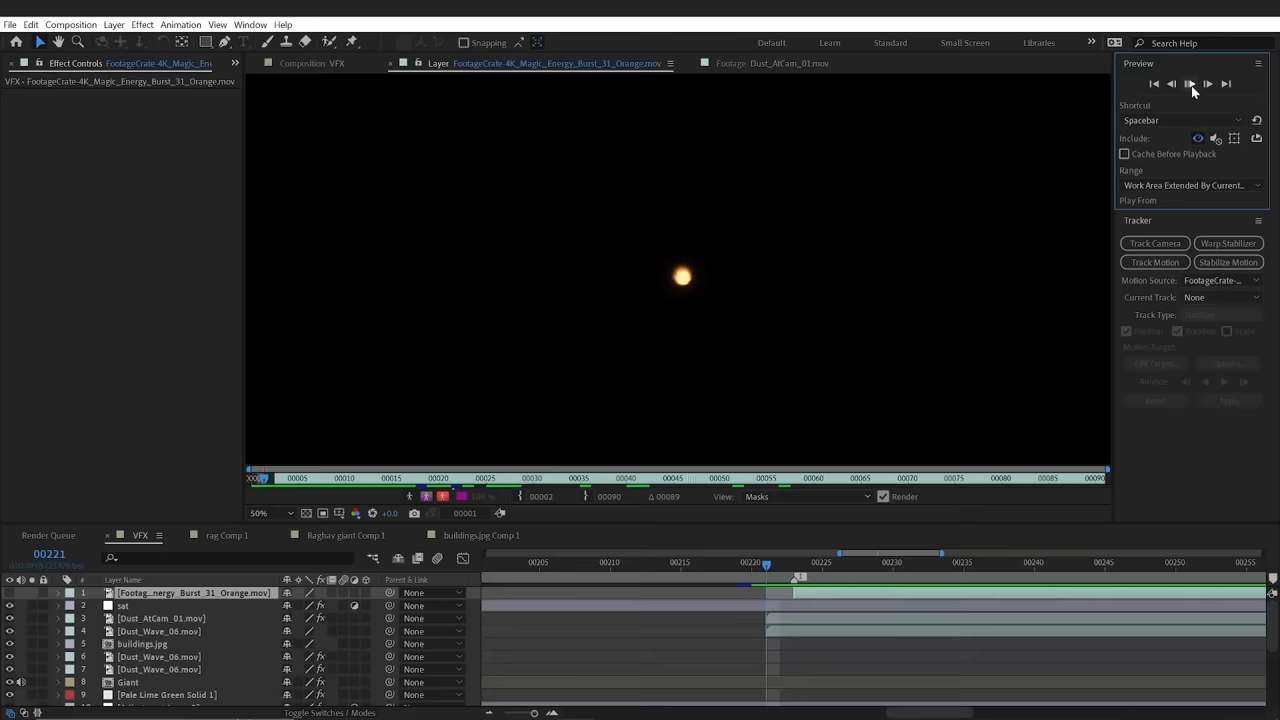 File Edit Composition Layer Effect Animation View Window Help
Snapping Default Learn Standard Small Screen Libraries Search Help
Effect Controls FootageCrate-4K_Magic_Ene
Composition VFX
Layer FootageCrate-4K_Magic_Energy_Burst_31_Orange.mov
Footage Dust_AtCam_01.mov
VFX • FootageCrate-4K_Magic_Energy_Burst_31_Orange.mov
Preview
Shortcut
Spacebar
Include:
Cache Before Playback
Range
Work Area Extended By Current...
Play From
Tracker
Track Camera Warp Stabilizer
Track Motion Stabilize Motion
Motion Source: FootageCrate-...
Current Track: None
Track Type: Stabilize
Position Rotation Scale
Motion Target:
Edit Target... Options...
Analyze:
Reset Apply
00005 00010 00015 00020 00025 00030 00035 00040 00045 00050 00055 00060 00065 00070 00075 00080 00085 00090
100 % 00002 00090 Δ 00089 View: Masks Render
50% +0.0 00001
Render Queue VFX rag Comp 1 Raghav giant Comp 1 buildings.jpg Comp 1
00221
00205 00210 00215 00220 00225 00230 00235 00240 00245 00250 00255
# Layer Name Parent & Link
1 [Footag...nergy_Burst_31_Orange.mov] None
2 sat None
3 [Dust_AtCam_01.mov] None
4 [Dust_Wave_06.mov] None
5 buildings.jpg None
6 [Dust_Wave_06.mov] None
7 [Dust_Wave_06.mov] None
8 Giant None
9 [Pale Lime Green Solid 1] None
Toggle Switches / Modes